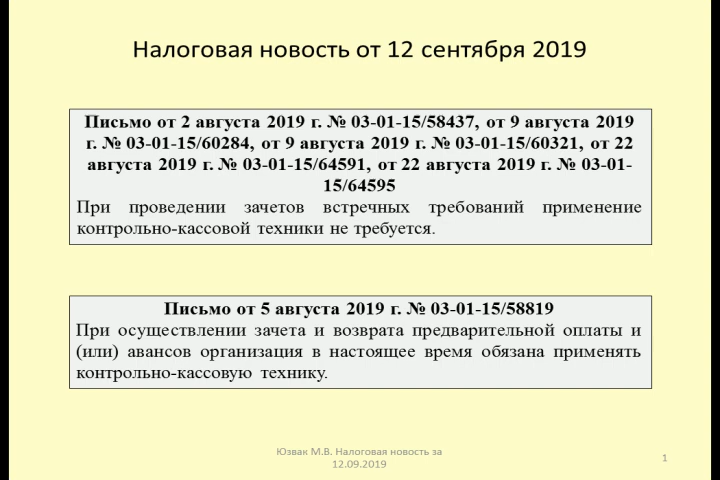 Налоговая новость от 12 сентября 2019
Письмо от 2 августа 2019 г. № 03-01-15/58437, от 9 августа 2019
г. № 03-01-15/60284, от 9 августа 2019 г. № 03-01-15/60321, от 22
августа 2019 г. № 03-01-15/64591, от 22 августа 2019 г. № 03-01-
15/64595
При проведении зачетов встречных требований применение
контрольно-кассовой техники не требуется.
Письмо от 5 августа 2019 г. № 03-01-15/58819
При осуществлении зачета и возврата предварительной оплаты и
(или) авансов организация в настоящее время обязана применять
контрольно-кассовую технику.
Юзвак М.В. Налоговая новость за
12.09.2019
1